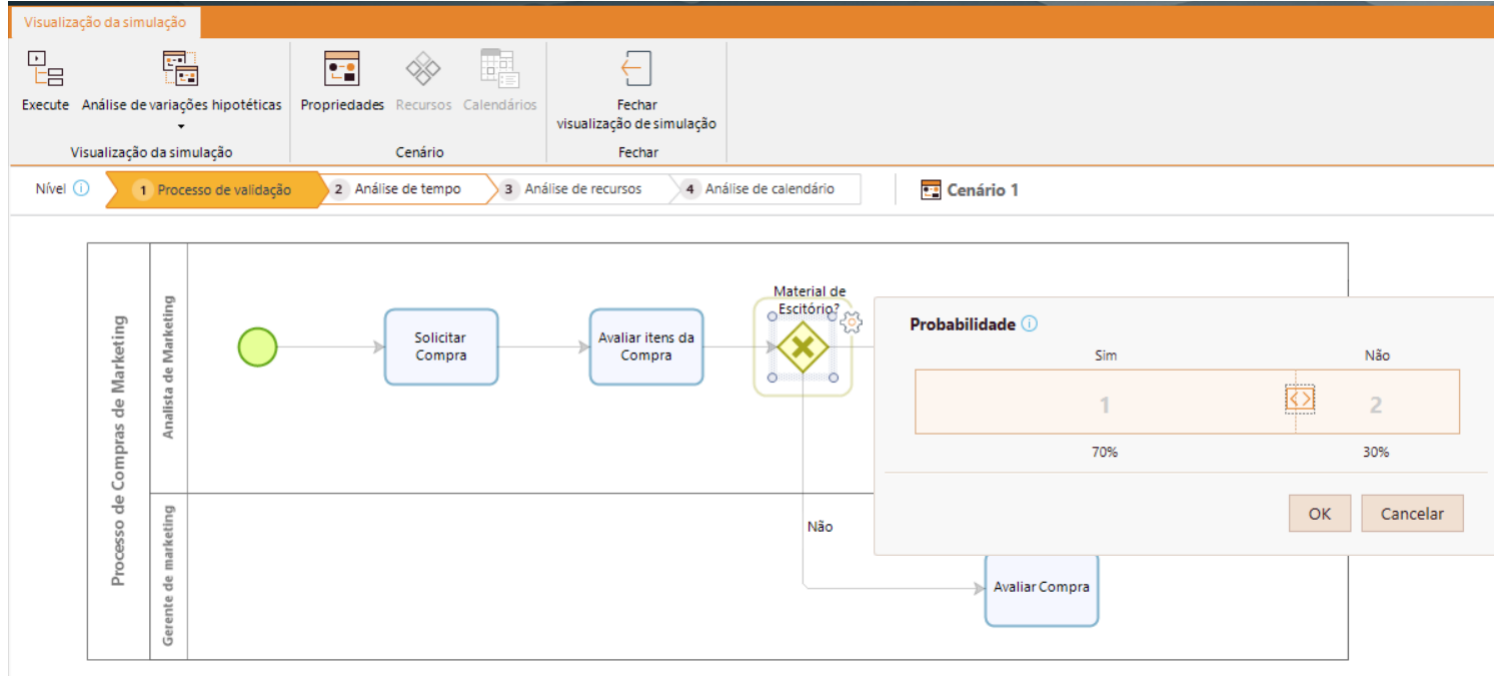 Visualização da simulação
Execute
Análise de variações hipotéticas
Propriedades
Recursos
Calendários
Fechar
visualização de simulação
Visualização da simulação
Cenário
Fechar
Nível
1 Processo de validação
2 Análise de tempo
3 Análise de recursos
4 Análise de calendário
Cenário 1
Processo de Compras de Marketing
Analista de Marketing
Solicitar
Compra
Avaliar itens da
Compra
Material de
Escitório?
Probabilidade
Sim
Não
1
2
70%
30%
OK
Cancelar
Gerente de marketing
Não
Avaliar Compra